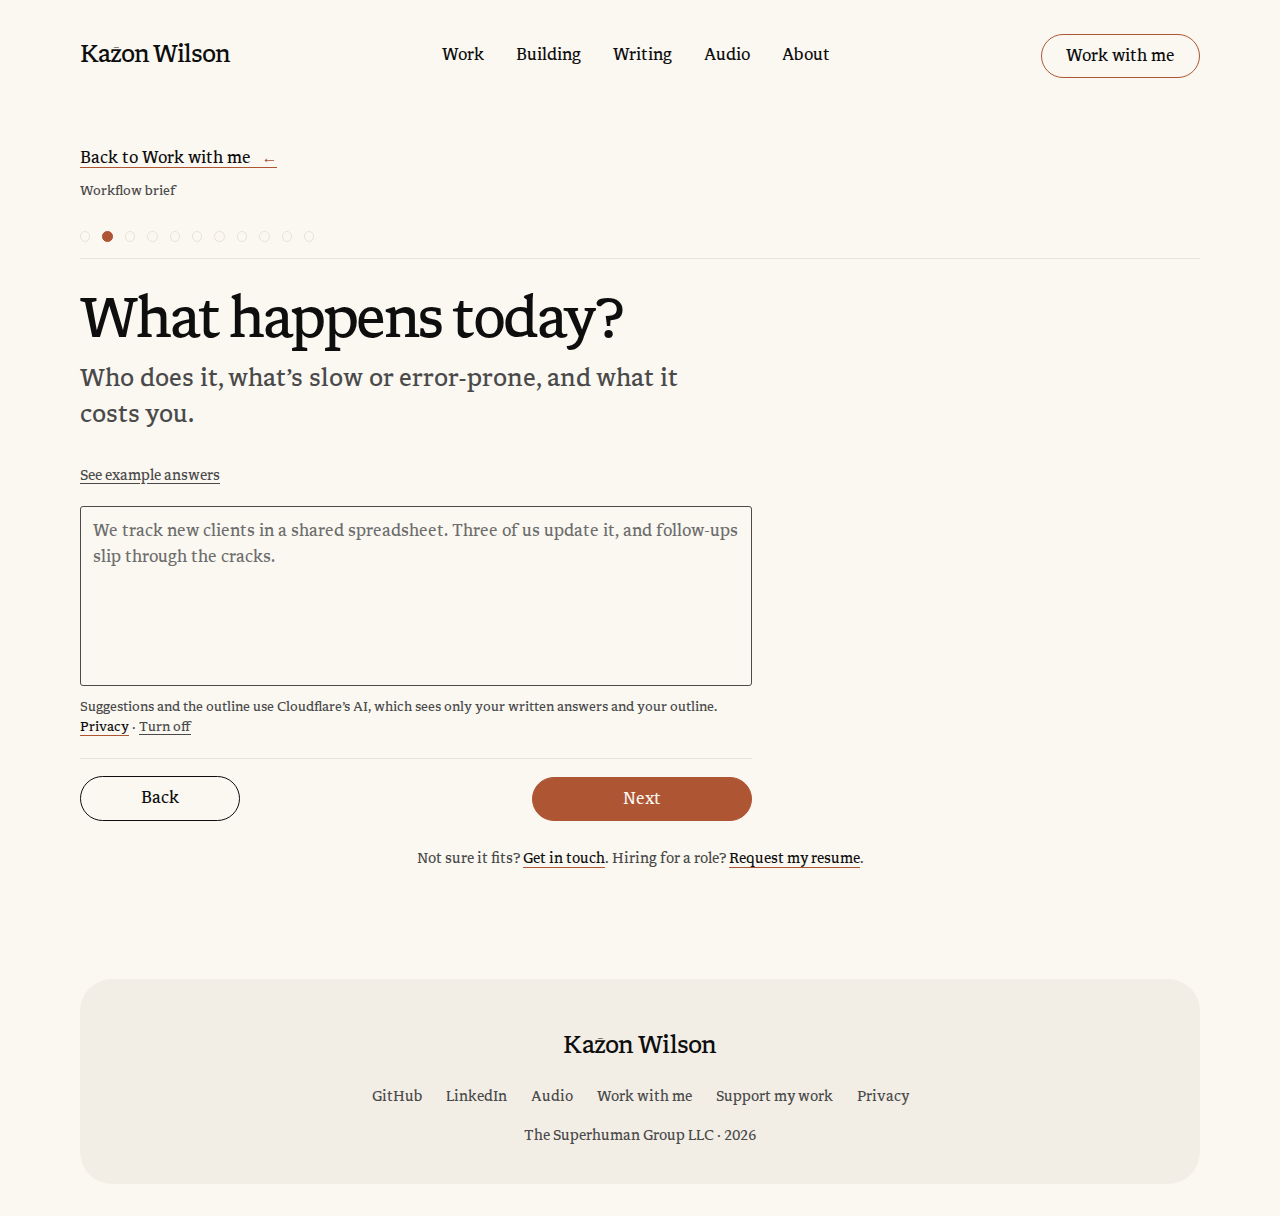 Każon Wilson
Work
Building
Writing
Audio
About
Work with me
Back to Work with me ←
Workflow brief
What happens today?
Who does it, what’s slow or error-prone, and what it
costs you.
See example answers
We track new clients in a shared spreadsheet. Three of us update it, and follow-ups
slip through the cracks.
Suggestions and the outline use Cloudflare’s AI, which sees only your written answers and your outline.
Privacy · Turn off
Back
Next
Not sure it fits? Get in touch. Hiring for a role? Request my resume.
Każon Wilson
GitHub
LinkedIn
Audio
Work with me
Support my work
Privacy
The Superhuman Group LLC · 2026